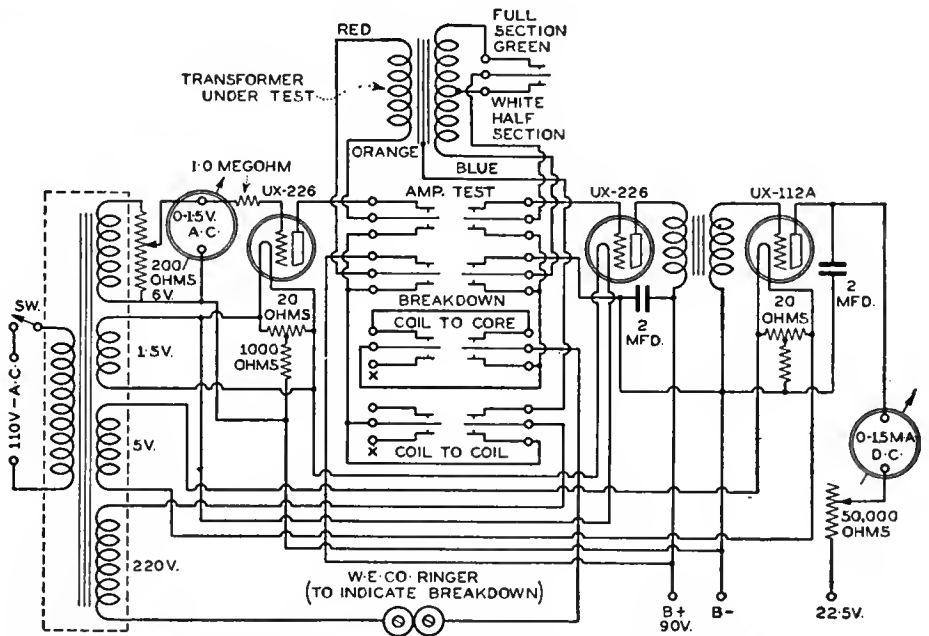 RED
FULL
SECTION
GREEN
TRANSFORMER
UNDER TEST
WHITE
HALF
SECTION
ORANGE
BLUE
1·0 MEGOHM
UX-226
AMP. TEST
UX-226
UX-112A
0-1.5V.
A·C·
200
OHMS
6V.
20
OHMS
1000
OHMS
BREAKDOWN
COIL TO CORE
X
2
MFD.
20
OHMS
2
MFD.
SW.
110V-A·C·
1·5V.
5V.
220V.
X
COIL TO COIL
0-1.5M·A·
D·C·
50,000
OHMS
W·E·CO· RINGER
(TO INDICATE BREAKDOWN)
B+
90V.
B-
22·5V.